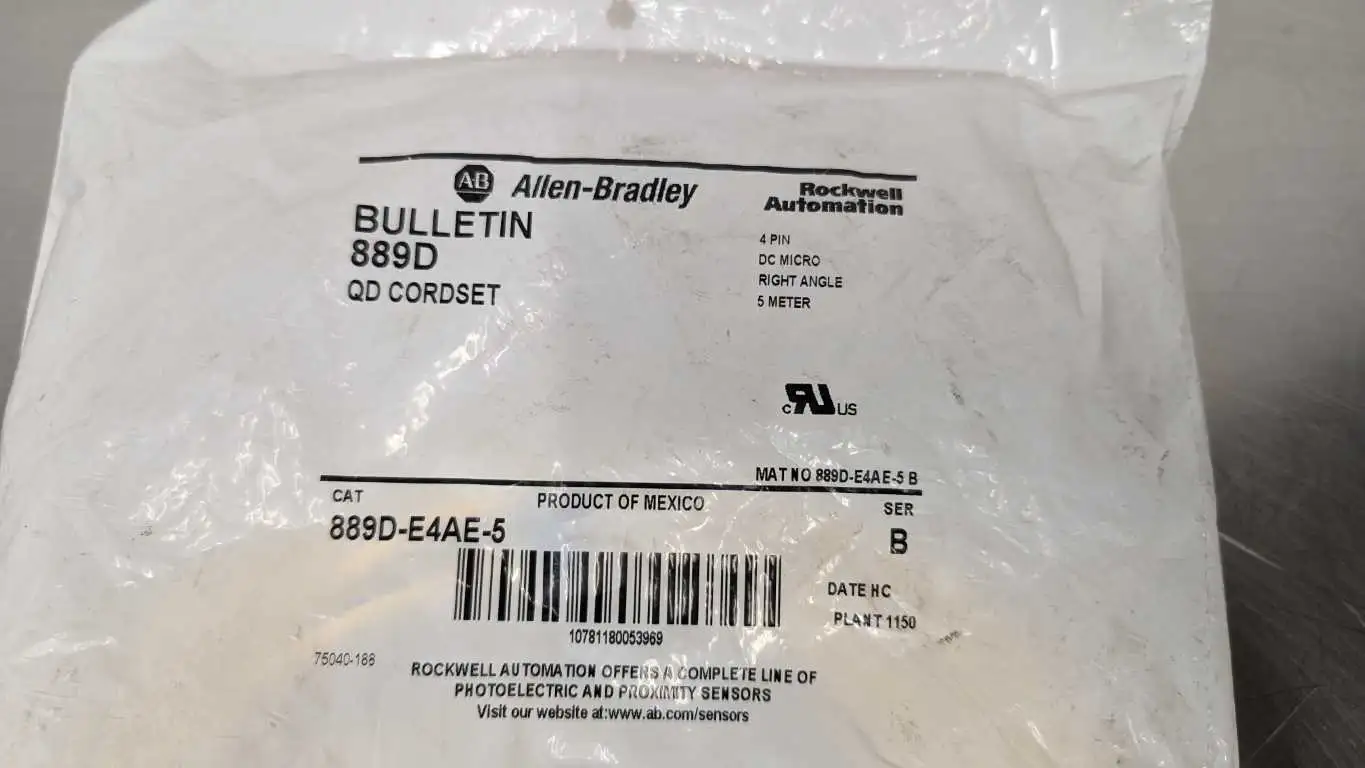 AB Allen-Bradley
Rockwell
Automation
BULLETIN
889D
QD CORDSET
4 PIN
DC MICRO
RIGHT ANGLE
5 METER
c RU US
MAT NO 889D-E4AE-5 B
CAT
PRODUCT OF MEXICO
SER
889D-E4AE-5
B
DATE HC
PLANT 1150
10781180053969
75040-188
ROCKWELL AUTOMATION OFFERS A COMPLETE LINE OF
PHOTOELECTRIC AND PROXIMITY SENSORS
Visit our website at:www.ab.com/sensors